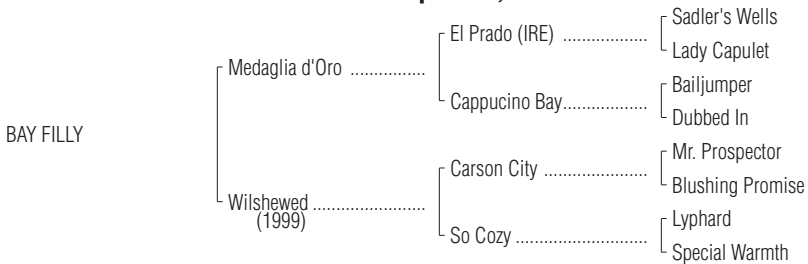 Sadler's Wells
El Prado (IRE) ..................
Lady Capulet
Medaglia d'Oro ................
Bailjumper
Cappucino Bay..................
Dubbed In
BAY FILLY
Mr. Prospector
Carson City ......................
Blushing Promise
Wilshewed ........................
(1999)
Lyphard
So Cozy ............................
Special Warmth